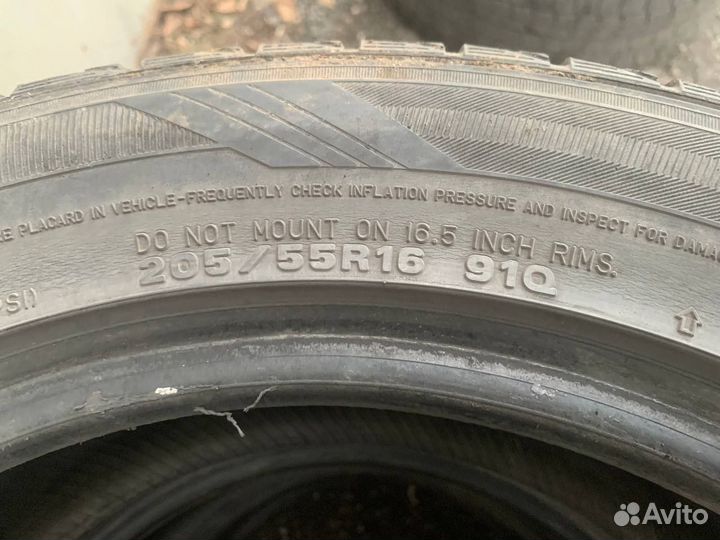 PLACARD IN VEHICLE-FREQUENTLY CHECK INFLATION PRESSURE AND INSPECT FOR
DO NOT MOUNT ON 16.5 INCH RIMS.
205/55R16 91Q
Avito